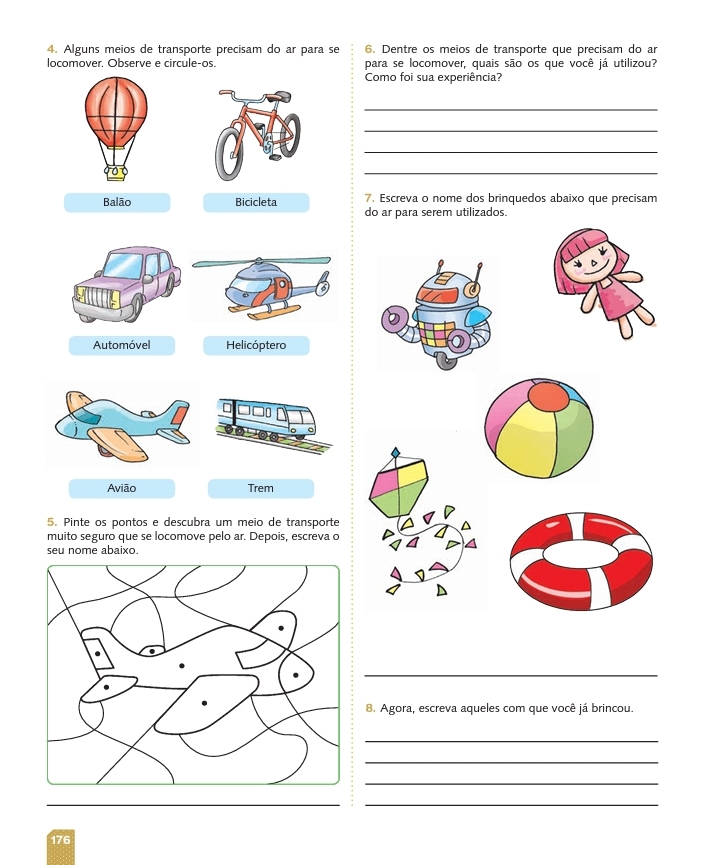 4. Alguns meios de transporte precisam do ar para se
locomover. Observe e circule-os.
Balão
Bicicleta
Automóvel
Helicóptero
Avião
Trem
5. Pinte os pontos e descubra um meio de transporte
muito seguro que se locomove pelo ar. Depois, escreva o
seu nome abaixo.
6. Dentre os meios de transporte que precisam do ar
para se locomover, quais são os que você já utilizou?
Como foi sua experiência?
7. Escreva o nome dos brinquedos abaixo que precisam
do ar para serem utilizados.
8. Agora, escreva aqueles com que você já brincou.
176